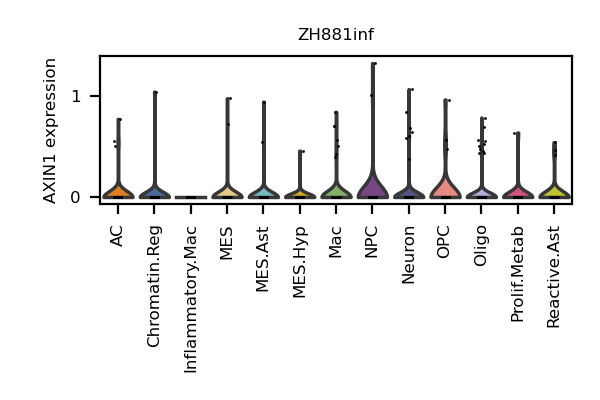 ZH881inf
AXIN1 expression
1
0
AC
Chromatin.Reg
Inflammatory.Mac
MES
MES.Ast
MES.Hyp
Mac
NPC
Neuron
OPC
Oligo
Prolif.Metab
Reactive.Ast